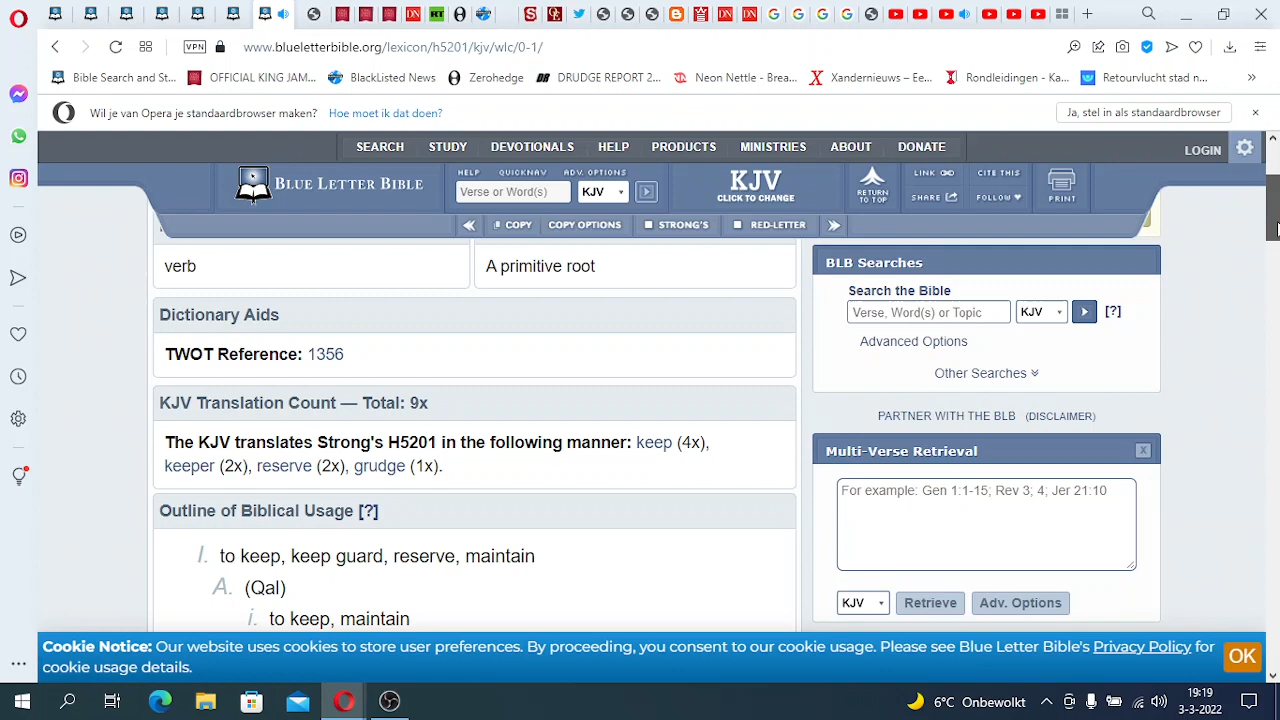 DN
RT
S
DN
DN
VPN
www.blueletterbible.org/lexicon/h5201/kjv/wlc/0-1/
Bible Search and St...
OFFICIAL KING JAM...
BlackListed News
Zerohedge
DRUDGE REPORT 2...
Neon Nettle - Brea...
Xandernieuws – Ee...
Rondleidingen - Ka...
Retourvlucht stad n...
»
Wil je van Opera je standaardbrowser maken? Hoe moet ik dat doen?
Ja, stel in als standaardbrowser
SEARCH STUDY DEVOTIONALS HELP PRODUCTS MINISTRIES ABOUT DONATE
LOGIN
BLUE LETTER BIBLE
HELP QUICKNAV ADV. OPTIONS
Verse or Word(s)
KJV
KJV
CLICK TO CHANGE
RETURN
TO TOP
LINK
CITE THIS
SHARE
FOLLOW
PRINT
COPY COPY OPTIONS STRONG'S RED-LETTER
verb
A primitive root
Dictionary Aids
TWOT Reference: 1356
KJV Translation Count — Total: 9x
The KJV translates Strong's H5201 in the following manner: keep (4x),
keeper (2x), reserve (2x), grudge (1x).
Outline of Biblical Usage [?]
I. to keep, keep guard, reserve, maintain
A. (Qal)
i. to keep, maintain
BLB Searches
Search the Bible
Verse, Word(s) or Topic
KJV
[?]
Advanced Options
Other Searches
PARTNER WITH THE BLB (DISCLAIMER)
Multi-Verse Retrieval
X
For example: Gen 1:1-15; Rev 3; 4; Jer 21:10
KJV
Retrieve
Adv. Options
Cookie Notice: Our website uses cookies to store user preferences. By proceeding, you consent to our cookie usage. Please see Blue Letter Bible's Privacy Policy for
cookie usage details.
OK
6°C Onbewolkt
19:19
3-3-2022